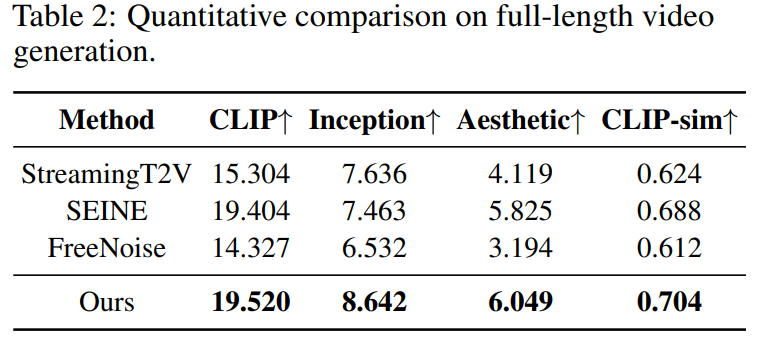 Table 2: Quantitative comparison on full-length video
generation.
Method CLIP↑ Inception↑ Aesthetic↑ CLIP-sim↑
StreamingT2V 15.304 7.636 4.119 0.624
SEINE 19.404 7.463 5.825 0.688
FreeNoise 14.327 6.532 3.194 0.612
Ours 19.520 8.642 6.049 0.704